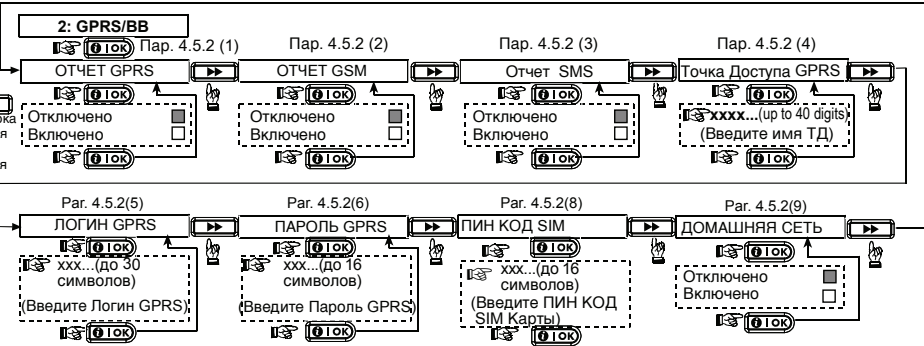 2: GPRS/BB
i OK
Пар. 4.5.2 (1)
Пар. 4.5.2 (2)
Пар. 4.5.2 (3)
Пар. 4.5.2 (4)
ОТЧЕТ GPRS
ОТЧЕТ GSM
Отчет SMS
Точка Доступа GPRS
i OK
i OK
i OK
i OK
Отключено
Включено
Отключено
Включено
Отключено
Включено
xxxx...(up to 40 digits)
(Введите имя ТД)
i OK
i OK
i OK
i OK
я
я
Par. 4.5.2(5)
Par. 4.5.2(6)
Par. 4.5.2(8)
Par. 4.5.2(9)
ЛОГИН GPRS
ПАРОЛЬ GPRS
ПИН КОД SIM
ДОМАШНЯЯ СЕТЬ
i OK
i OK
i OK
i OK
xxx...(до 30
символов)
(Введите Логин GPRS)
xxx...(до 16
символов)
(Введите Пароль GPRS)
xxx...(до 16
символов)
(Введите ПИН КОД
SIM Карты)
Отключено
Включено
i OK
i OK
i OK
i OK